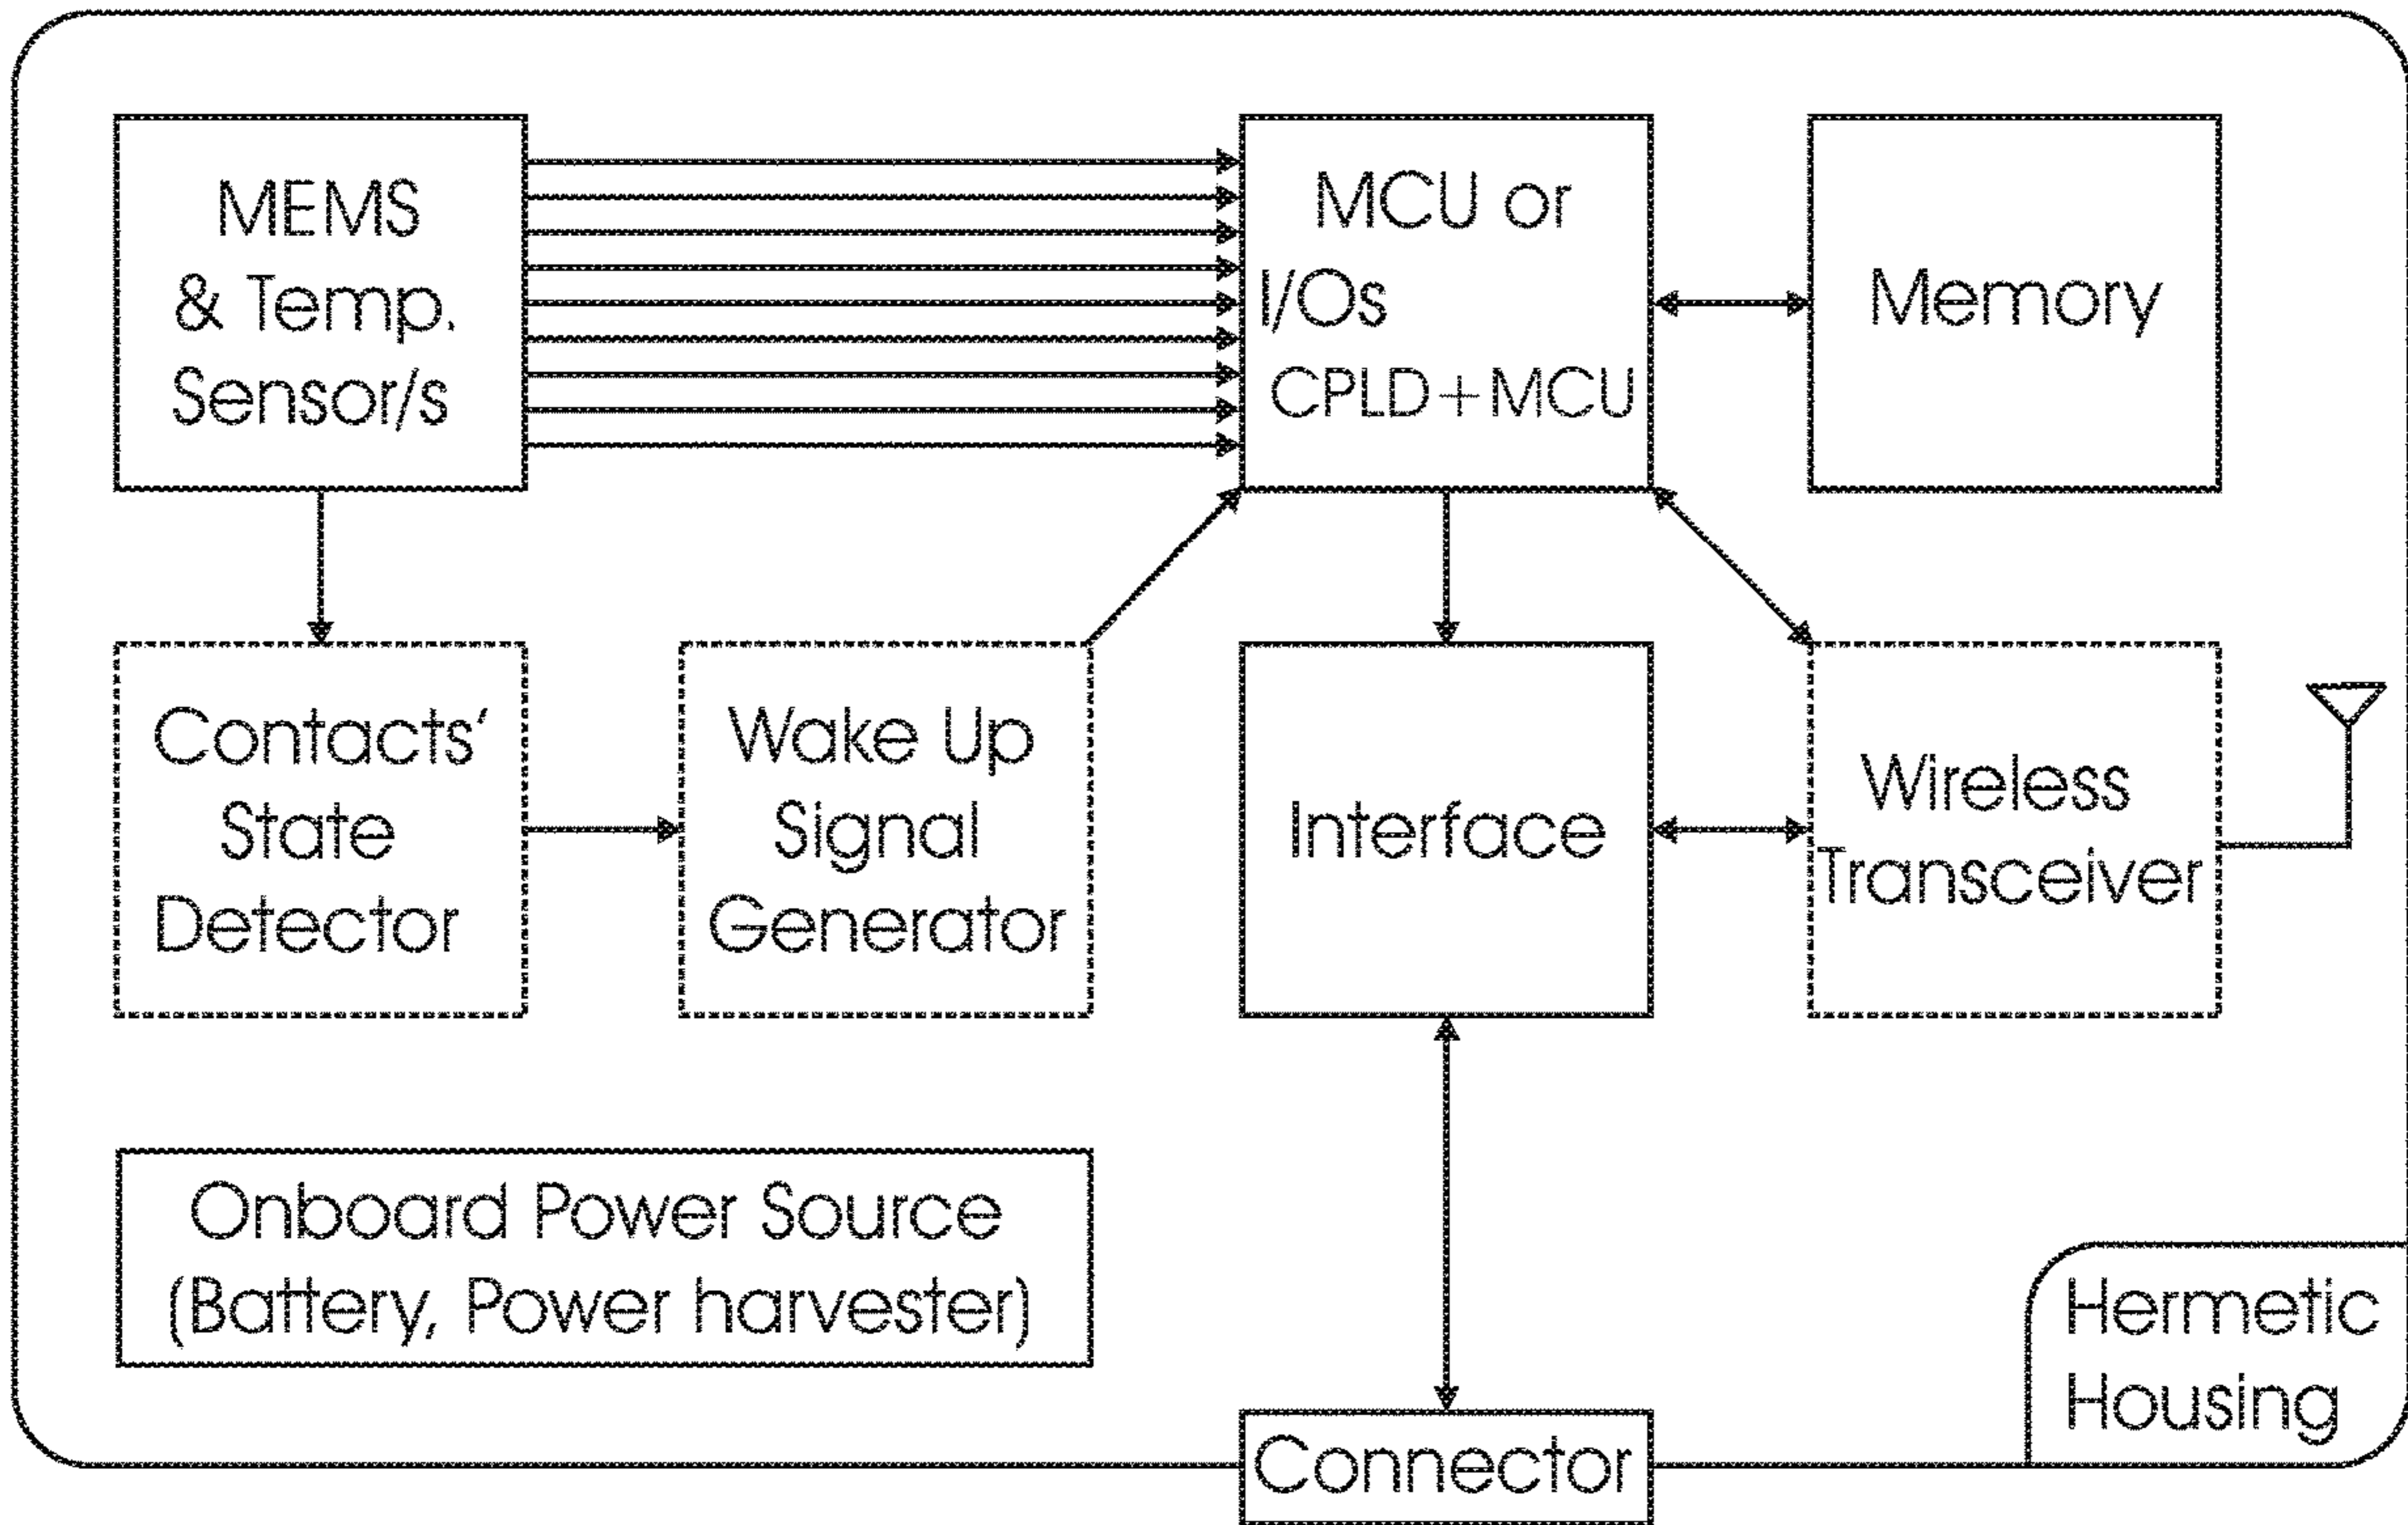 MEMS
& Temp.
Sensor/s
MCU or
I/Os
CPLD+MCU
Memory
Contacts'
State
Detector
Wake Up
Signal
Generator
Interface
Wireless
Transceiver
Onboard Power Source
(Battery, Power harvester)
Hermetic
Housing
Connector